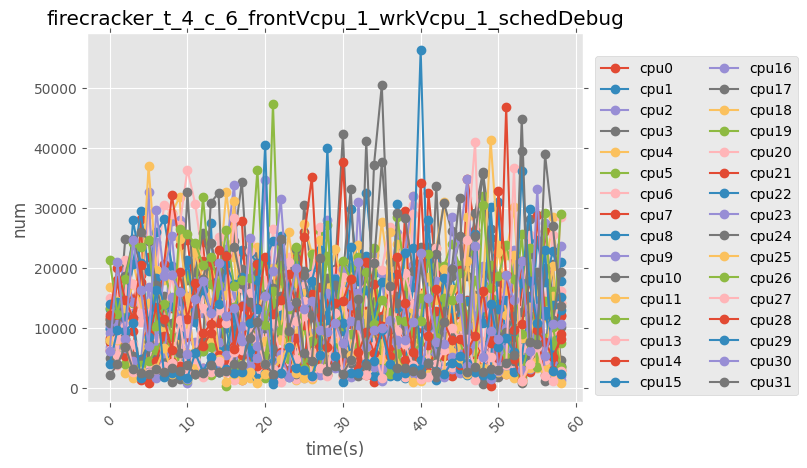 firecracker_t_4_c_6_frontVcpu_1_wrkVcpu_1_schedDebug
num
50000
40000
30000
20000
10000
0
0
10
20
30
40
50
60
time(s)
cpu0
cpu1
cpu2
cpu3
cpu4
cpu5
cpu6
cpu7
cpu8
cpu9
cpu10
cpu11
cpu12
cpu13
cpu14
cpu15
cpu16
cpu17
cpu18
cpu19
cpu20
cpu21
cpu22
cpu23
cpu24
cpu25
cpu26
cpu27
cpu28
cpu29
cpu30
cpu31